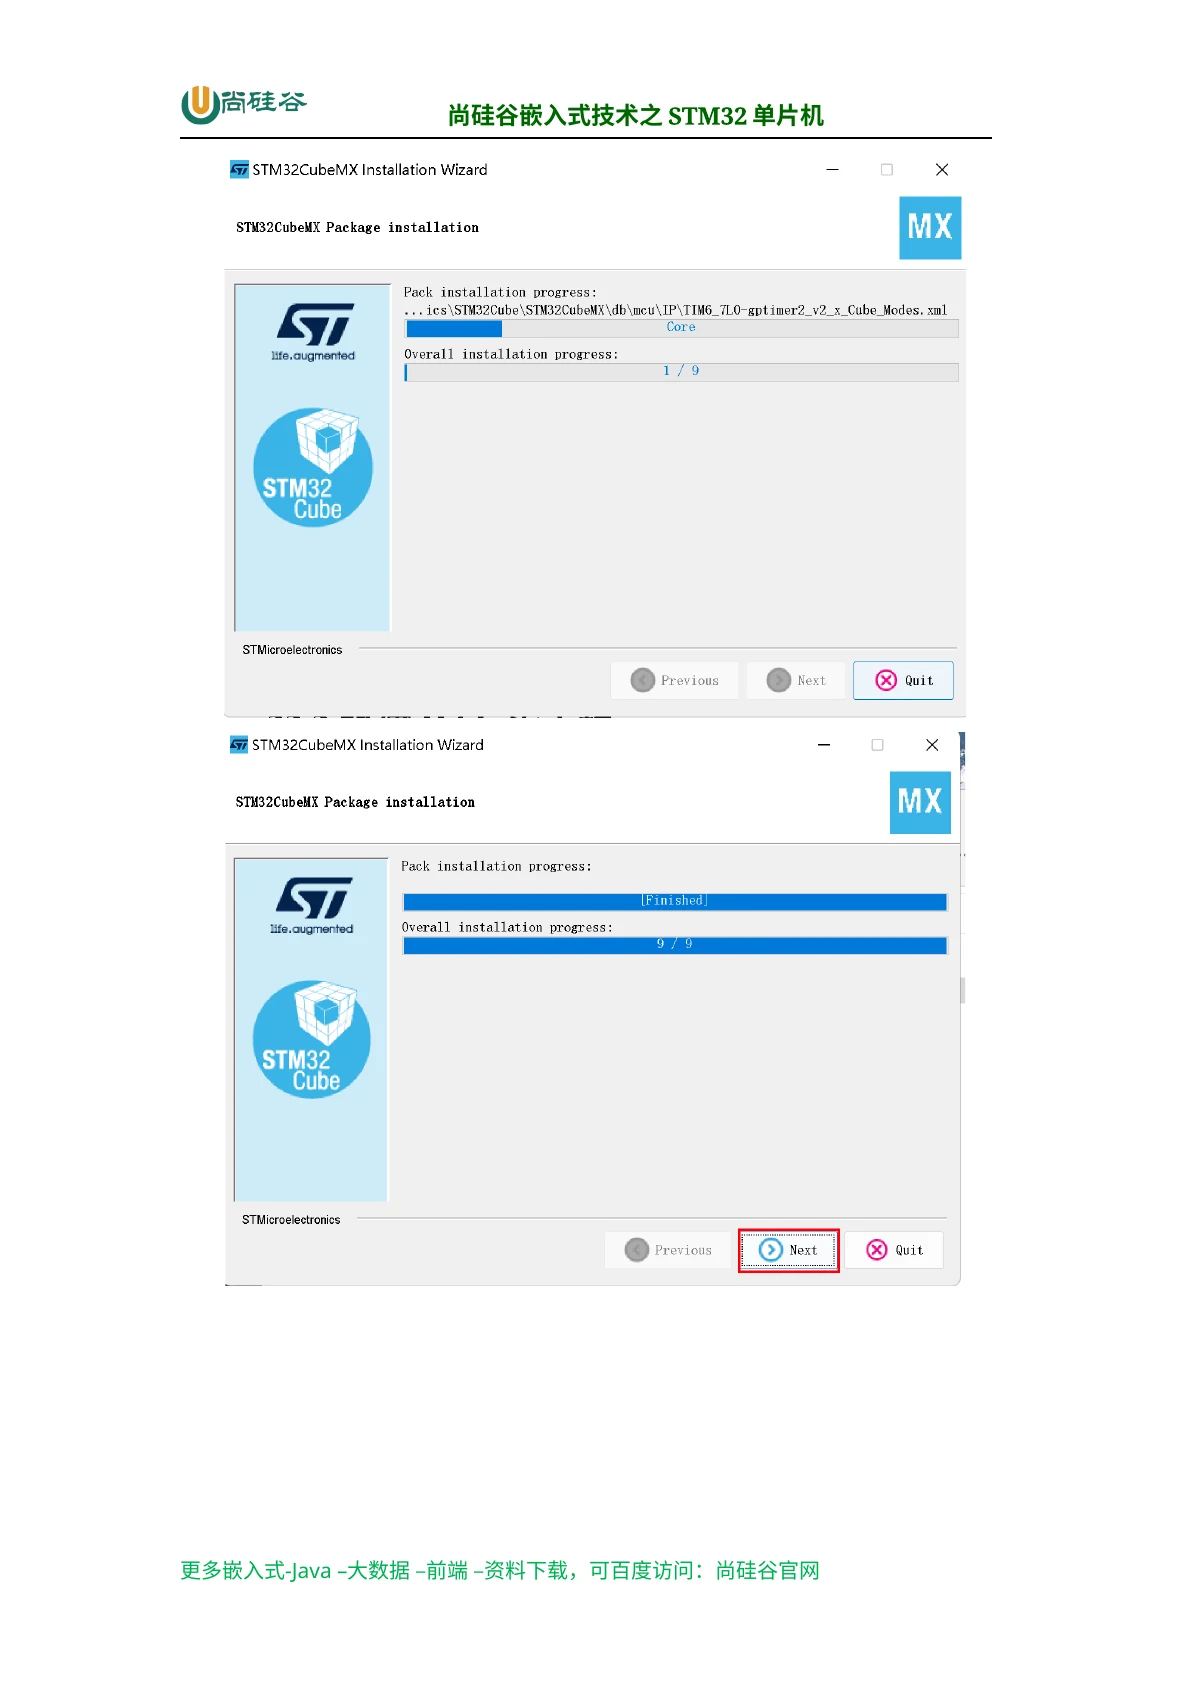 尚硅谷
尚硅谷嵌入式技术之 STM32 单片机
STM32CubeMX Installation Wizard
STM32CubeMX Package installation
MX
Pack installation progress:
...ics\STM32Cube\STM32CubeMX\db\mcu\IP\TIM6_7L0-gptimer2_v2_x_Cube_Modes.xml
Core
Overall installation progress:
1 / 9
ST
life.augmented
STM32
Cube
STMicroelectronics
Previous
Next
Quit
STM32CubeMX Installation Wizard
STM32CubeMX Package installation
MX
Pack installation progress:
[Finished]
Overall installation progress:
9 / 9
ST
life.augmented
STM32
Cube
STMicroelectronics
Previous
Next
Quit
更多嵌入式-Java –大数据 –前端 –资料下载，可百度访问：尚硅谷官网